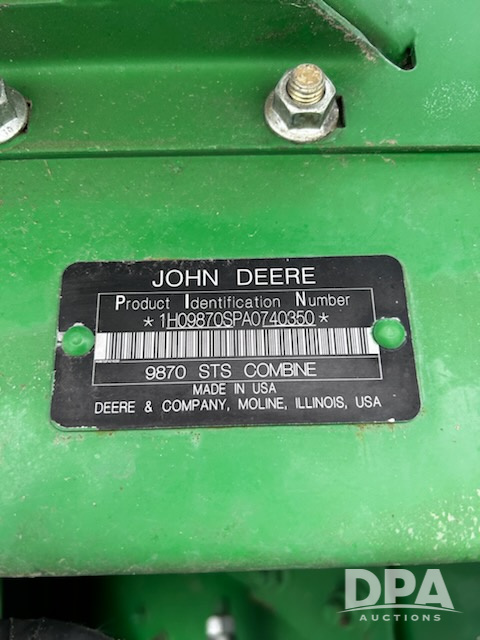 JOHN DEERE
Product Identification Number
*1H09870SPA0740350*
9870 STS COMBINE
MADE IN USA
DEERE & COMPANY, MOLINE, ILLINOIS, USA
DPA
AUCTIONS